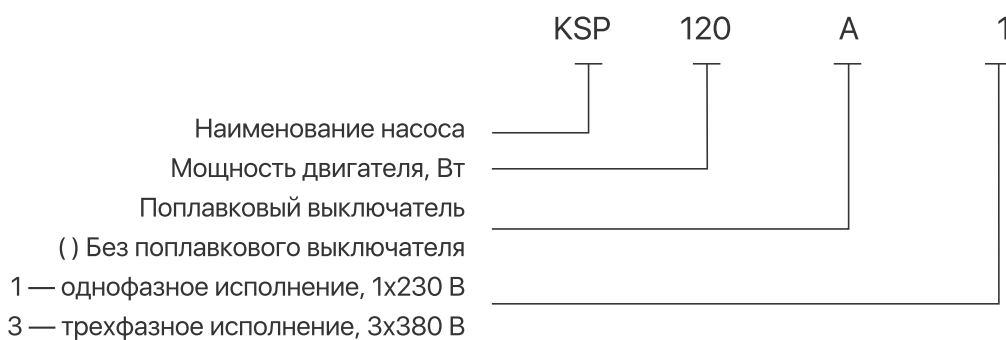 KSP 120 A 1
Наименование насоса
Мощность двигателя, Вт
Поплавковый выключатель
( ) Без поплавкового выключателя
1 — однофазное исполнение, 1x230 В
3 — трехфазное исполнение, 3x380 В